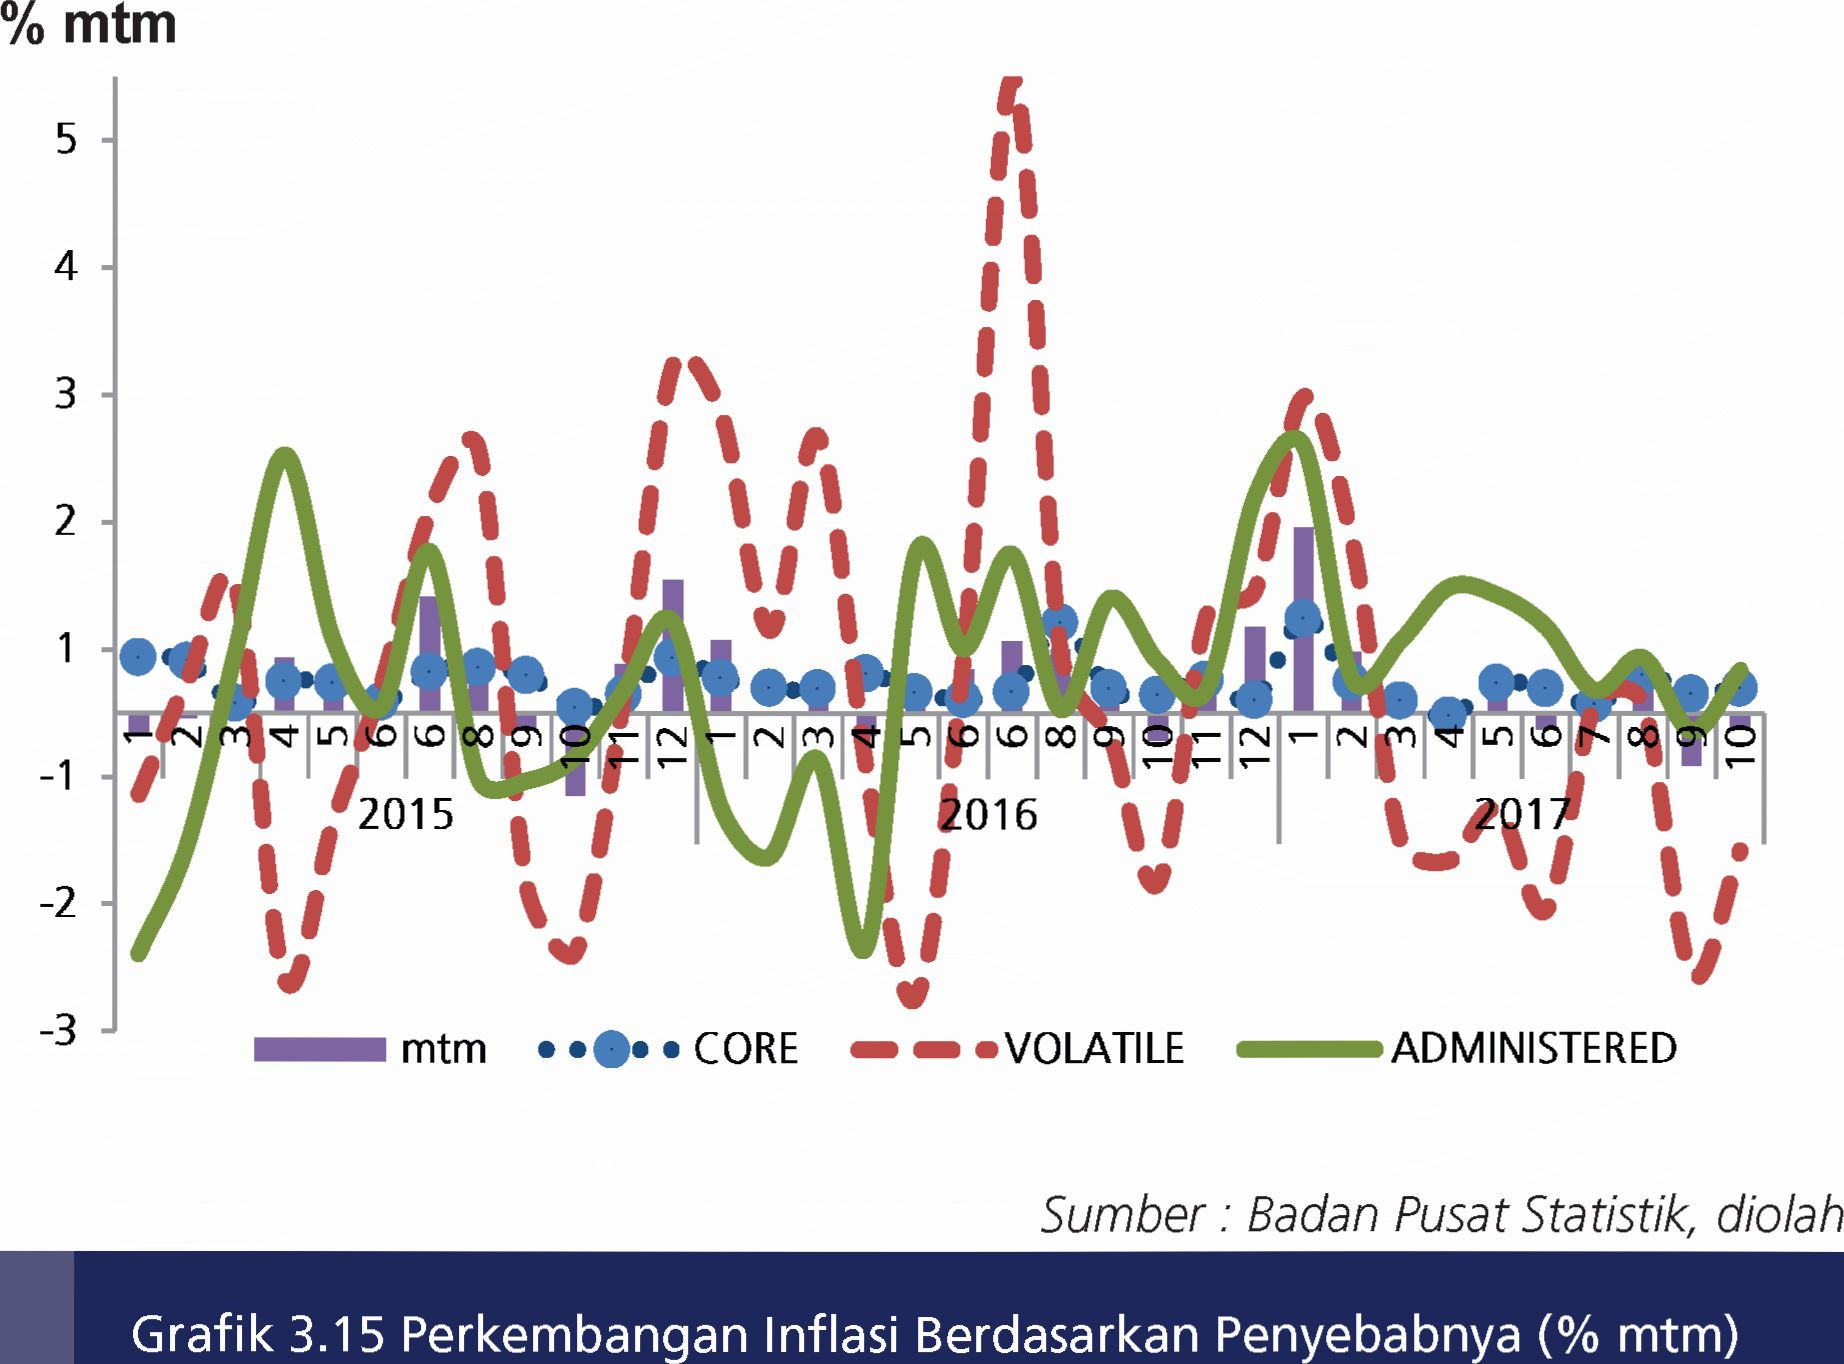 % mtm
5
4
3
2
1
-1
-2
-3
1 2 3 4 5 6 6 8 9 10 11 12 1 2 3 4 5 6 6 8 9 10 11 12 1 2 3 4 5 6 7 8 9 10
2015 2016 2017
mtm CORE VOLATILE ADMINISTERED
Sumber : Badan Pusat Statistik, diolah
Grafik 3.15 Perkembangan Inflasi Berdasarkan Penyebabnya (% mtm)